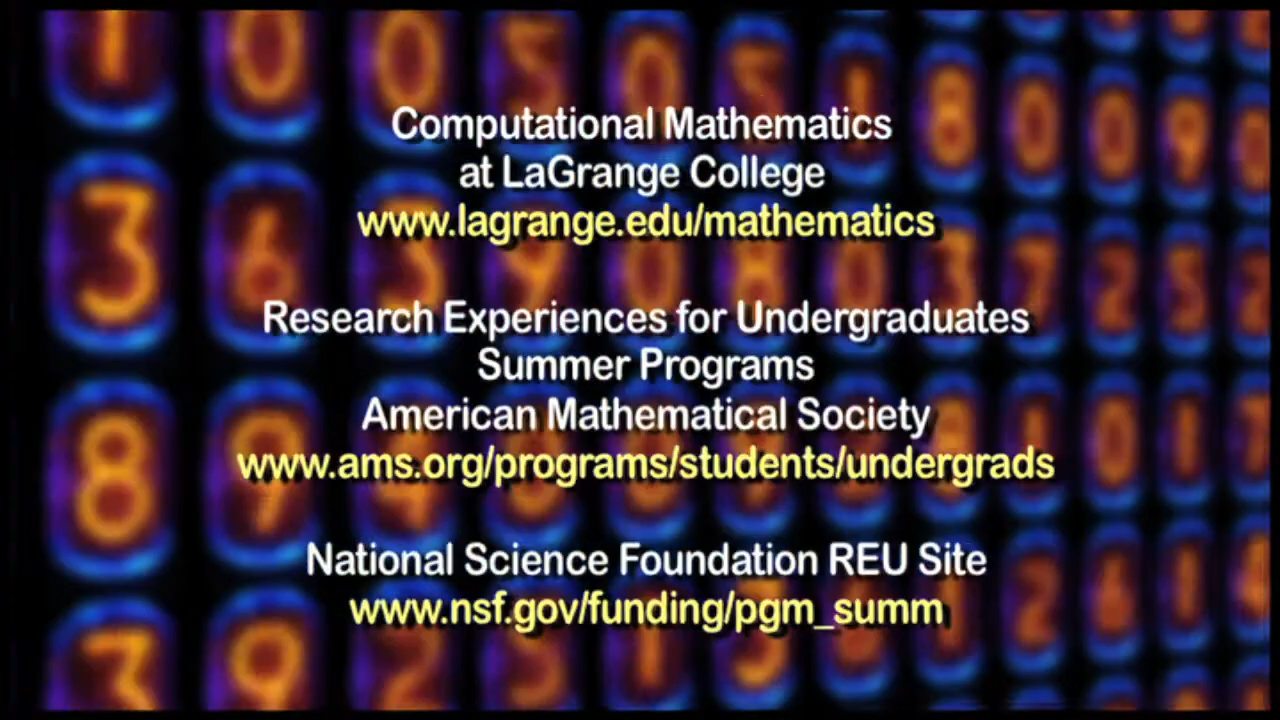 Computational Mathematics
at LaGrange College
www.lagrange.edu/mathematics
Research Experiences for Undergraduates
Summer Programs
American Mathematical Society
www.ams.org/programs/students/undergrads
National Science Foundation REU Site
www.nsf.gov/funding/pgm_summ